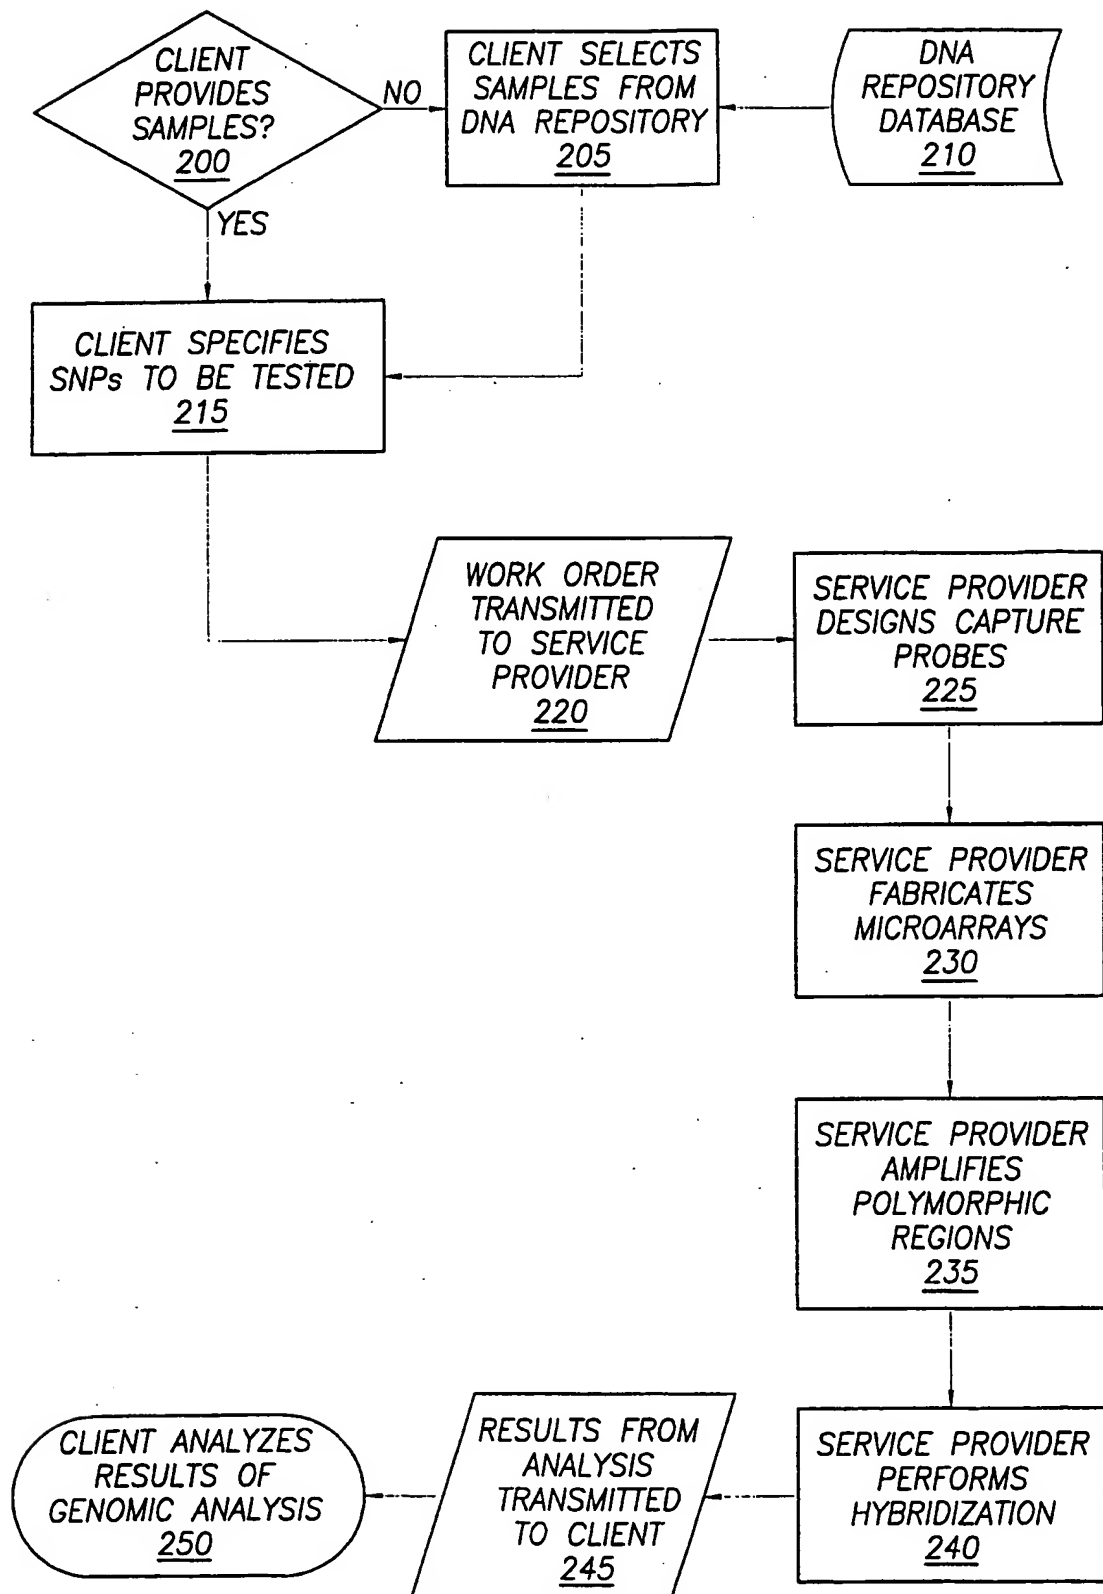 CLIENT
PROVIDES
SAMPLES?
200
NO
YES
CLIENT SELECTS
SAMPLES FROM
DNA REPOSITORY
205
DNA
REPOSITORY
DATABASE
210
CLIENT SPECIFIES
SNPs TO BE TESTED
215
WORK ORDER
TRANSMITTED
TO SERVICE
PROVIDER
220
SERVICE PROVIDER
DESIGNS CAPTURE
PROBES
225
SERVICE PROVIDER
FABRICATES
MICROARRAYS
230
SERVICE PROVIDER
AMPLIFIES
POLYMORPHIC
REGIONS
235
SERVICE PROVIDER
PERFORMS
HYBRIDIZATION
240
RESULTS FROM
ANALYSIS
TRANSMITTED
TO CLIENT
245
CLIENT ANALYZES
RESULTS OF
GENOMIC ANALYSIS
250